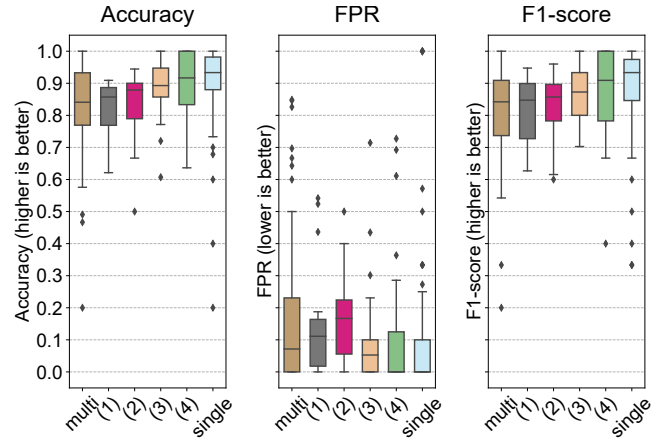 Accuracy
FPR
F1-score
Accuracy (higher is better)
1.0
0.9
0.8
0.7
0.6
0.5
0.4
0.3
0.2
0.1
0.0
FPR (lower is better)
F1-score (higher is better)
multi
(1)
(2)
(3)
(4)
single
multi
(1)
(2)
(3)
(4)
single
multi
(1)
(2)
(3)
(4)
single